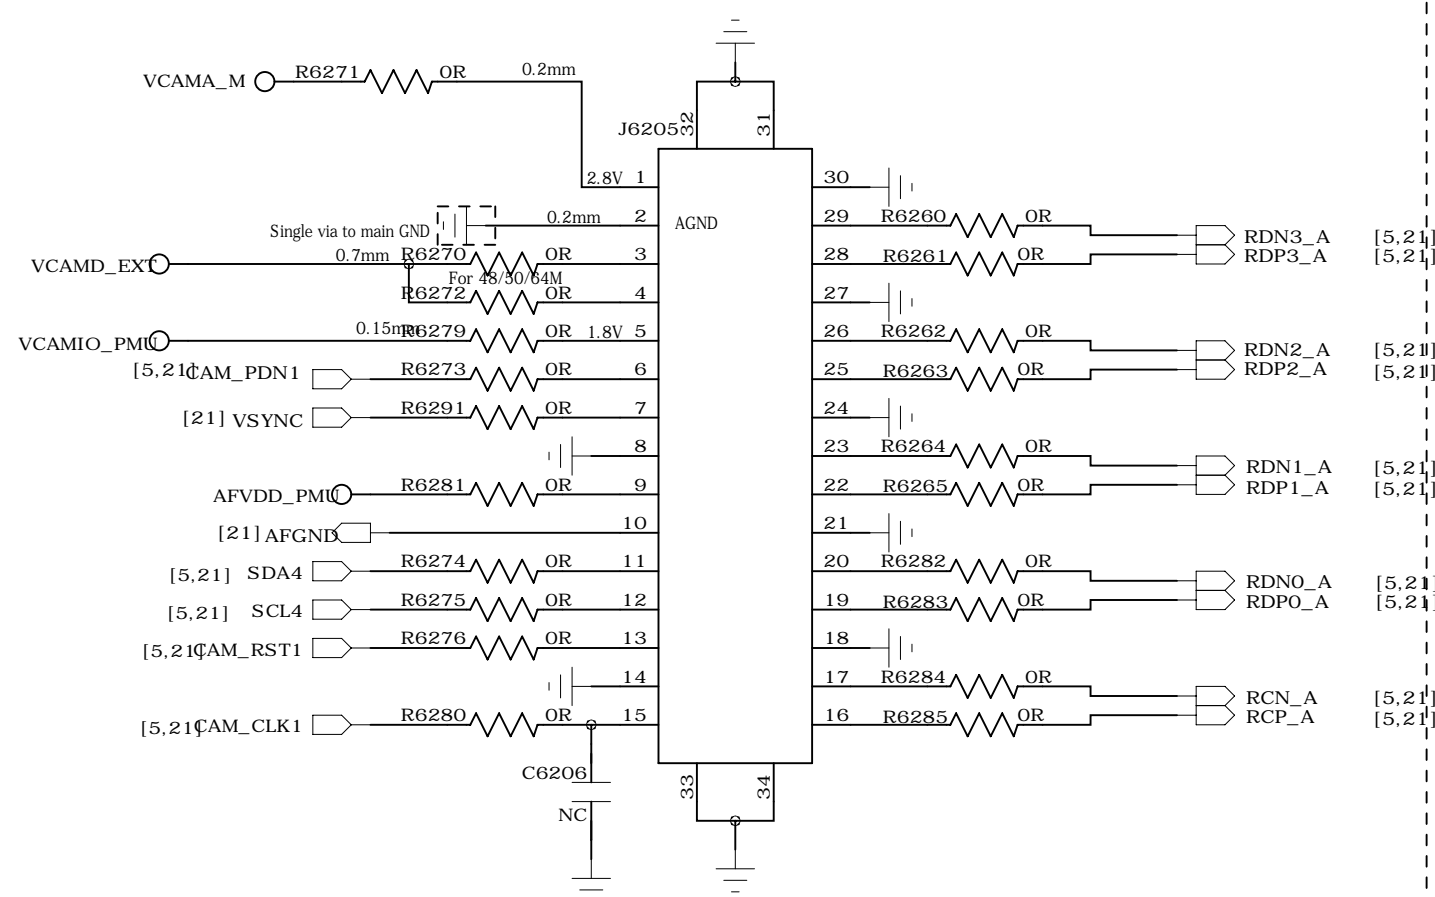 VCAMA_M R6271 0R 0.2mm
J6205 32 31
2.8V 1 30
Single via to main GND 0.2mm 2 AGND 29 R6260 0R RDN3_A [5,21]
VCAMD_EXT 0.7mm R6270 0R 3 28 R6261 0R RDP3_A [5,21]
For 48/50/64M
R6272 0R 4 27
VCAMIO_PMU 0.15mm R6279 0R 1.8V 5 26 R6262 0R RDN2_A [5,21]
[5,21] CAM_PDN1 R6273 0R 6 25 R6263 0R RDP2_A [5,21]
[21] VSYNC R6291 0R 7 24
8 23 R6264 0R RDN1_A [5,21]
AFVDD_PMU R6281 0R 9 22 R6265 0R RDP1_A [5,21]
[21] AFGND 10 21
[5,21] SDA4 R6274 0R 11 20 R6282 0R RDN0_A [5,21]
[5,21] SCL4 R6275 0R 12 19 R6283 0R RDP0_A [5,21]
[5,21] CAM_RST1 R6276 0R 13 18
14 17 R6284 0R RCN_A [5,21]
[5,21] CAM_CLK1 R6280 0R 15 16 R6285 0R RCP_A [5,21]
C6206 33 34
NC